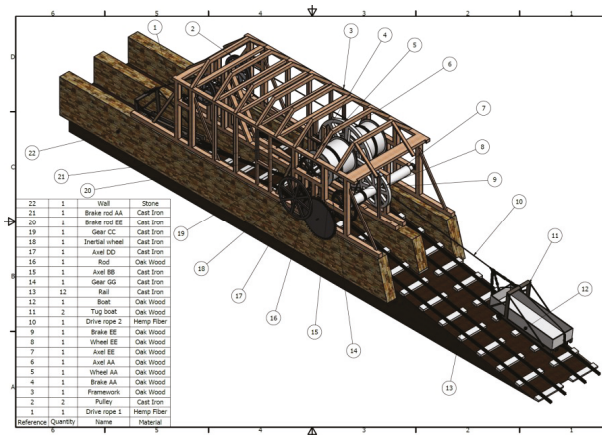 6 5 4 3 2 1
D
C
B
A
1
2
3
4
5
6
7
8
9
10
11
12
13
14
15
16
17
18
19
20
21
22
22 1 Wall Stone
21 1 Brake rod AA Cast Iron
20 1 Brake rod EE Cast Iron
19 1 Gear CC Cast Iron
18 1 Inertial wheel Cast Iron
17 1 Axel DD Cast Iron
16 1 Rod Oak Wood
15 1 Axel BB Cast Iron
14 1 Gear GG Cast Iron
13 12 Rail Cast Iron
12 1 Boat Oak Wood
11 2 Tug boat Oak Wood
10 1 Drive rope 2 Hemp Fiber
9 1 Brake EE Oak Wood
8 1 Wheel EE Oak Wood
7 1 Axel EE Oak Wood
6 1 Axel AA Oak Wood
5 1 Wheel AA Oak Wood
4 1 Brake AA Oak Wood
3 1 Framework Oak Wood
2 2 Pulley Cast Iron
1 1 Drive rope 1 Hemp Fiber
Reference Quantity Name Material
6 5 4 3 2 1